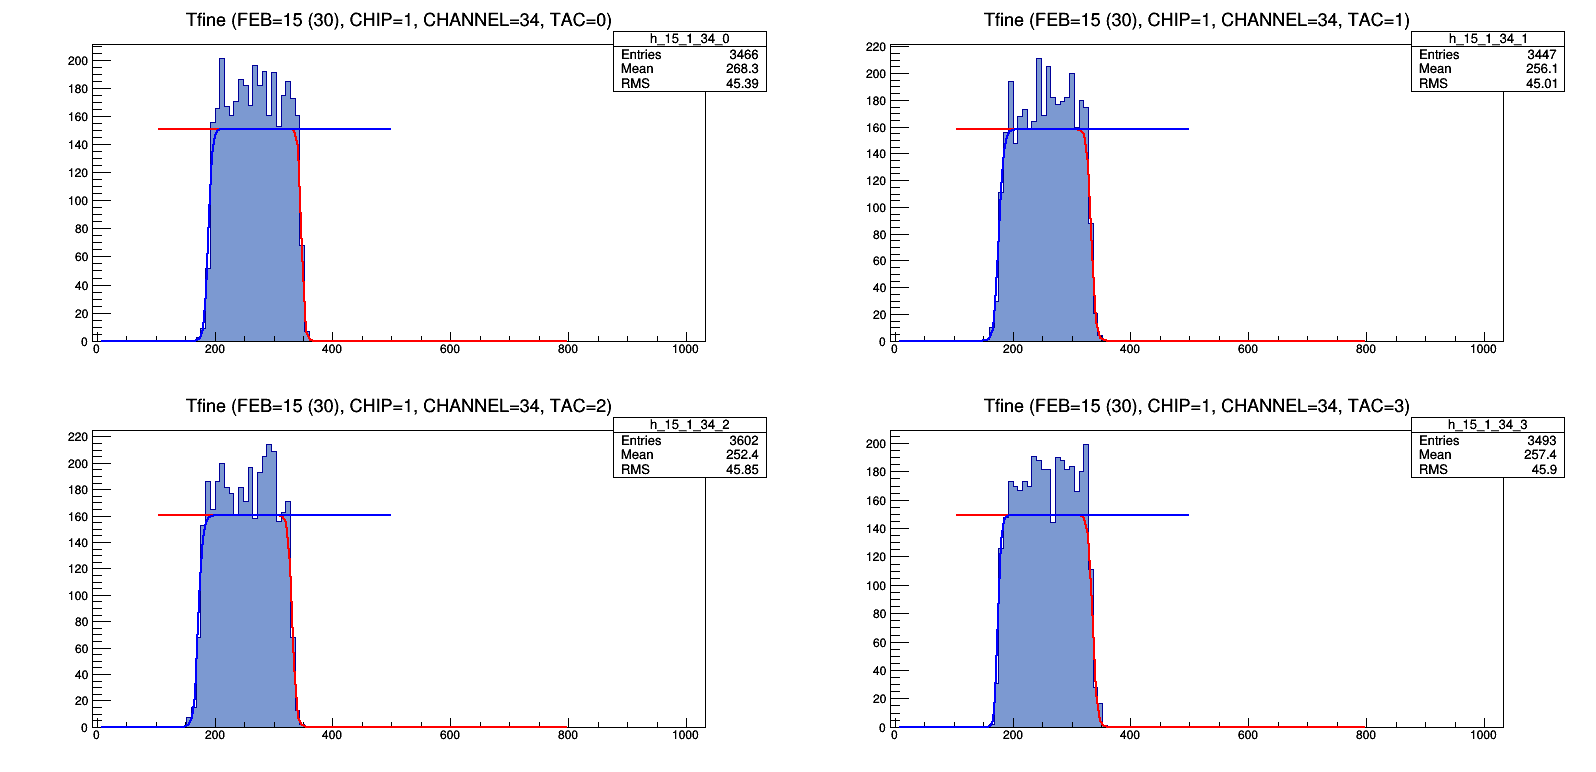 Tfine (FEB=15 (30), CHIP=1, CHANNEL=34, TAC=0)
h_15_1_34_0
Entries 3466
Mean 268.3
RMS 45.39
200
180
160
140
120
100
80
60
40
20
0
0 200 400 600 800 1000
Tfine (FEB=15 (30), CHIP=1, CHANNEL=34, TAC=1)
h_15_1_34_1
Entries 3447
Mean 256.1
RMS 45.01
220
200
180
160
140
120
100
80
60
40
20
0
0 200 400 600 800 1000
Tfine (FEB=15 (30), CHIP=1, CHANNEL=34, TAC=2)
h_15_1_34_2
Entries 3602
Mean 252.4
RMS 45.85
220
200
180
160
140
120
100
80
60
40
20
0
0 200 400 600 800 1000
Tfine (FEB=15 (30), CHIP=1, CHANNEL=34, TAC=3)
h_15_1_34_3
Entries 3493
Mean 257.4
RMS 45.9
200
180
160
140
120
100
80
60
40
20
0
0 200 400 600 800 1000